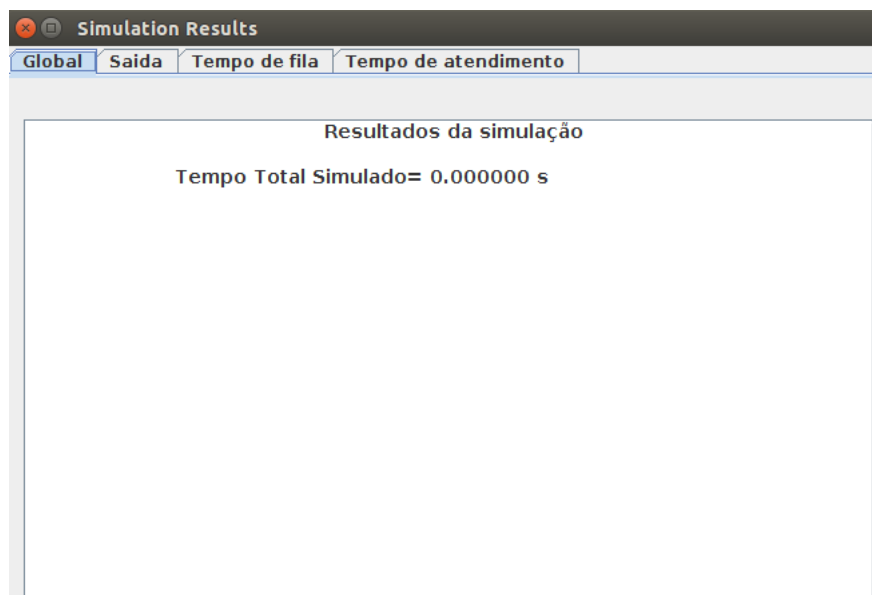 Simulation Results
Global Saida Tempo de fila Tempo de atendimento
Resultados da simulação
Tempo Total Simulado= 0.000000 s